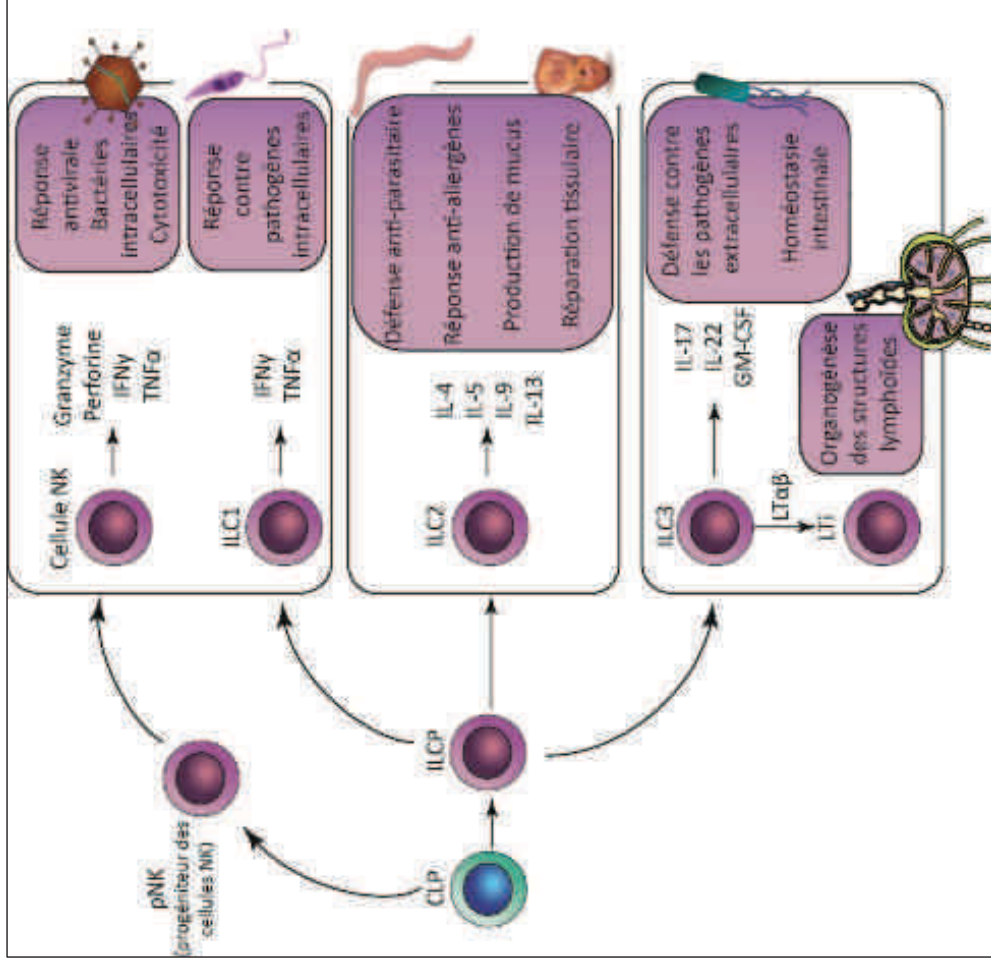 pNK
(progéniteur des
cellules NK)
CLP
ILCP
Cellule NK
Granzyme
Perforine
IFNγ
TNFα
Réponse
antivirale
Bactéries
intracellulaires
Cytotoxicité
ILC1
IFNγ
TNFα
Réponse
contre
pathogènes
intracellulaires
ILC2
IL-4
IL-5
IL-9
IL-13
Défense anti-parasitaire
Réponse anti-allergènes
Production de mucus
Réparation tissulaire
ILC3
IL-17
IL-22
GM-CSF
Défense contre
les pathogènes
extracellulaires
Homéostasie
intestinale
LTαβ
LTi
Organogénèse
des structures
lymphoïdes